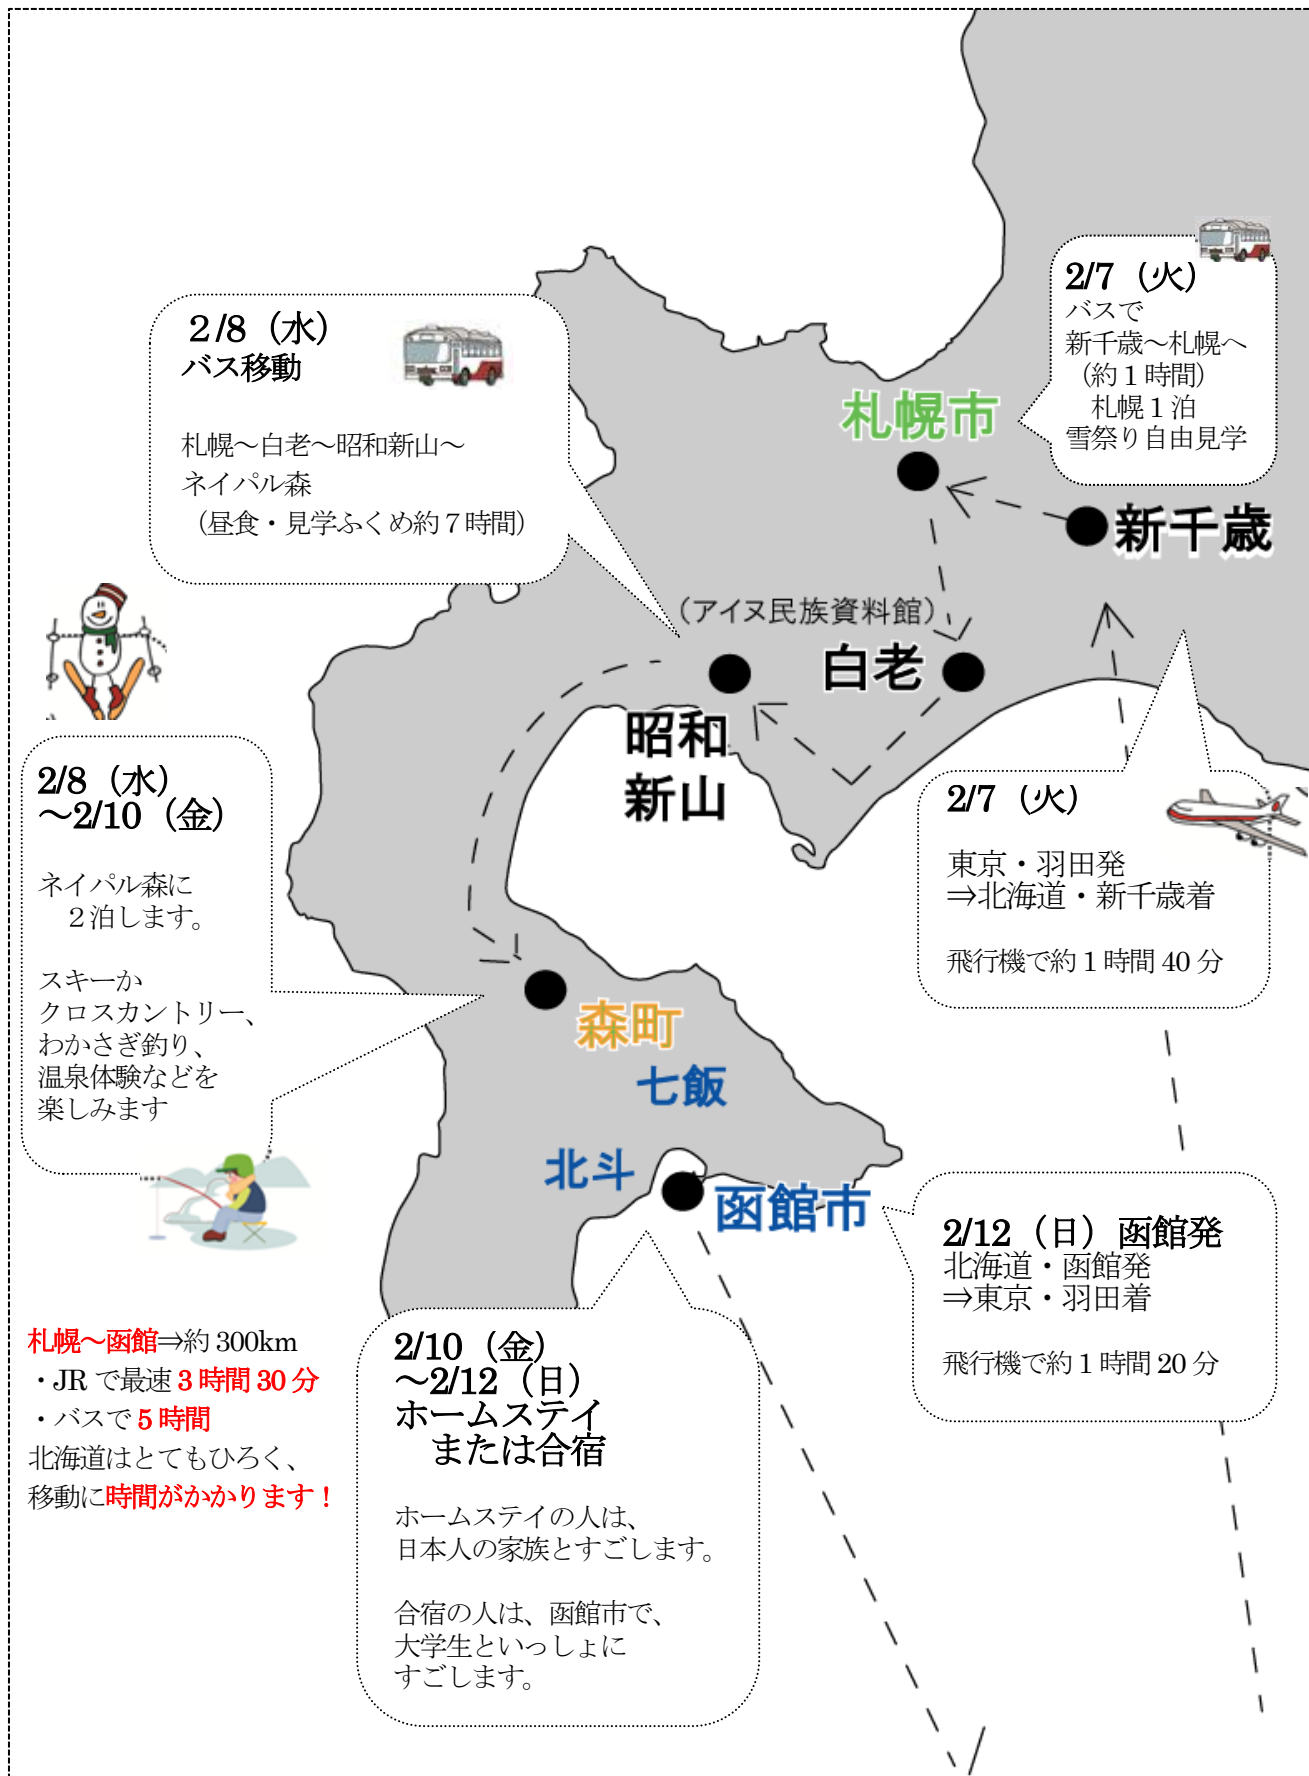 2/7（火）
バスで
新千歳～札幌へ
（約１時間）
札幌１泊
雪祭り自由見学
２/8（水）
バス移動
札幌～白老～昭和新山～
ネイパル森
（昼食・見学ふくめ約７時間）
札幌市
新千歳
（アイヌ民族資料館）
白老
昭和
新山
2/8（水）
～2/10（金）
ネイパル森に
２泊します。
スキーか
クロスカントリー、
わかさぎ釣り、
温泉体験などを
楽しみます
2/7（火）
東京・羽田発
⇒北海道・新千歳着
飛行機で約１時間 40 分
森町
七飯
北斗
函館市
2/12（日）函館発
北海道・函館発
⇒東京・羽田着
飛行機で約１時間 20 分
札幌～函館⇒約 300km
・JR で最速 3 時間 30 分
・バスで 5 時間
北海道はとてもひろく、
移動に時間がかかります！
2/10（金）
～2/12（日）
ホームステイ
または合宿
ホームステイの人は、
日本人の家族とすごします。
合宿の人は、函館市で、
大学生といっしょに
すごします。